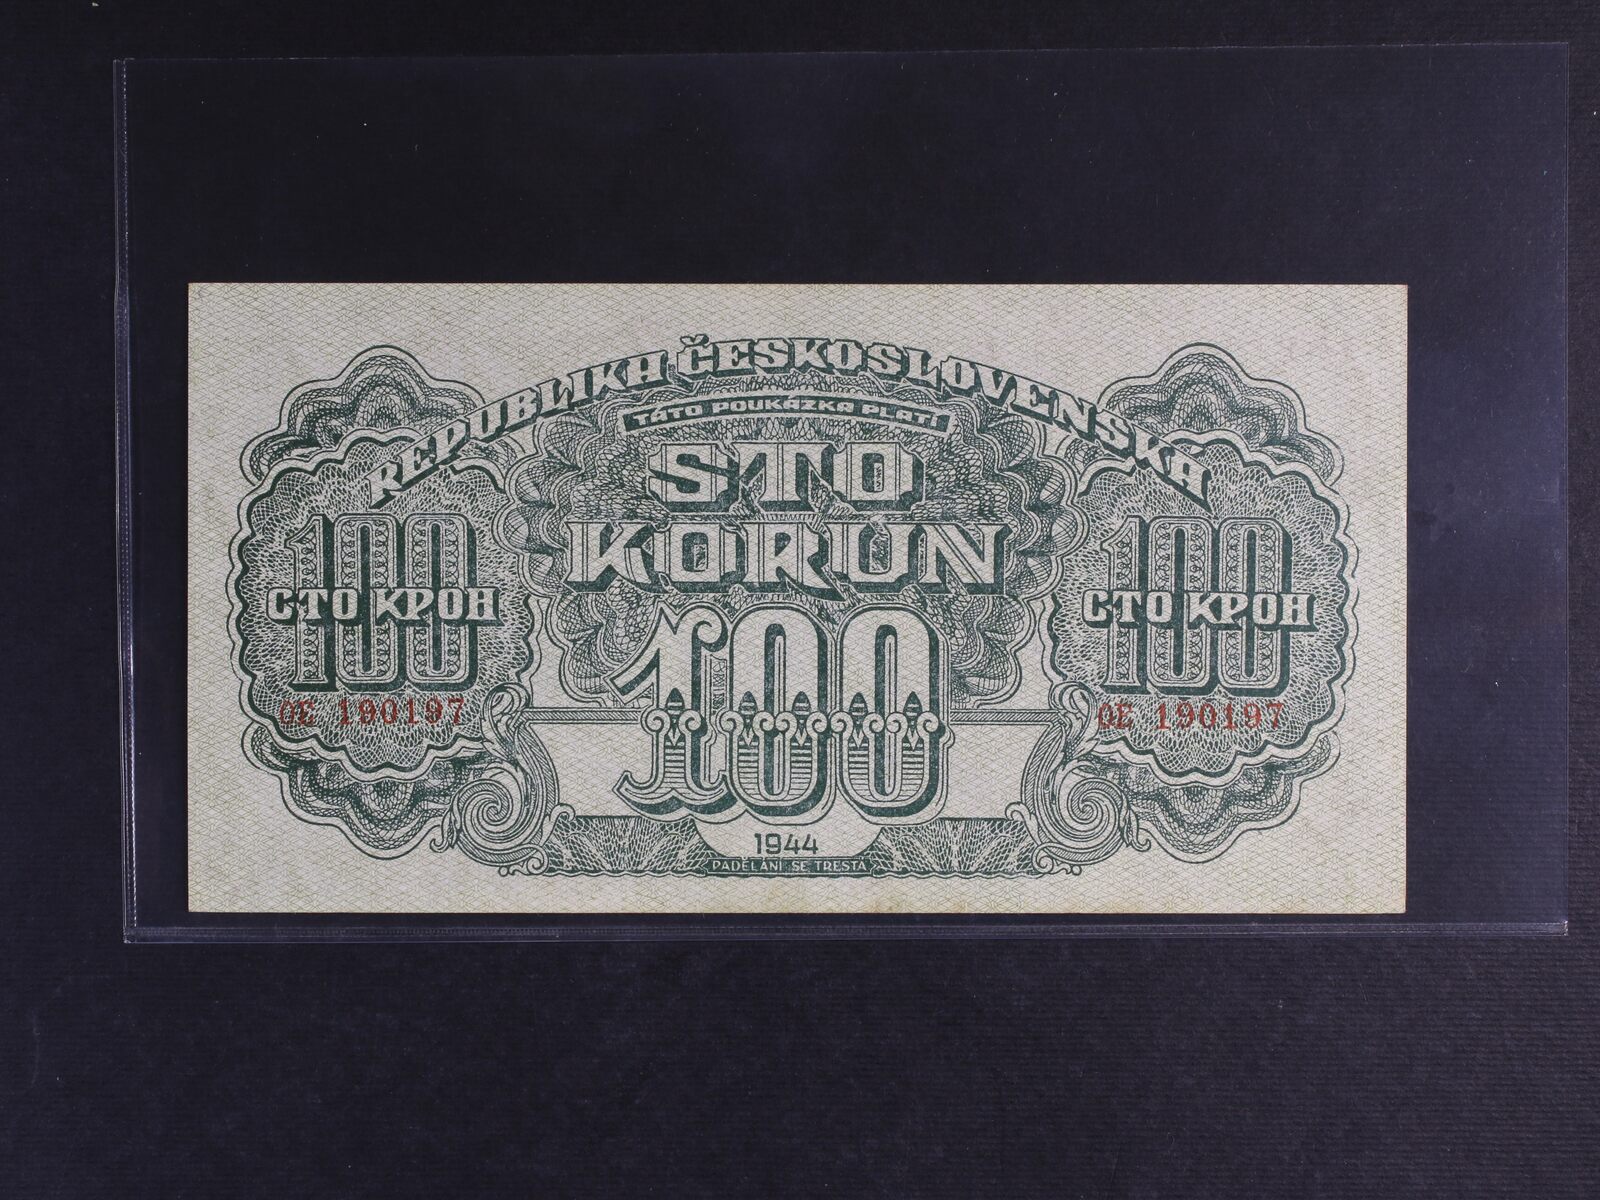 REPUBLIKA ČESKOSLOVENSKÁ
TÁTO POUKÁZKA PLATÍ
STO
KORUN
100
100
100
СТО КРОН
СТО КРОН
OE 190197
OE 190197
1944
PADĚLÁNÍ SE TRESTÁ